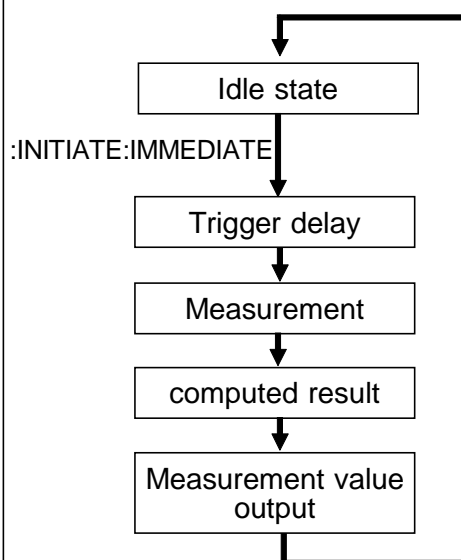 Idle state
:INITIATE:IMMEDIATE
Trigger delay
Measurement
computed result
Measurement value
output